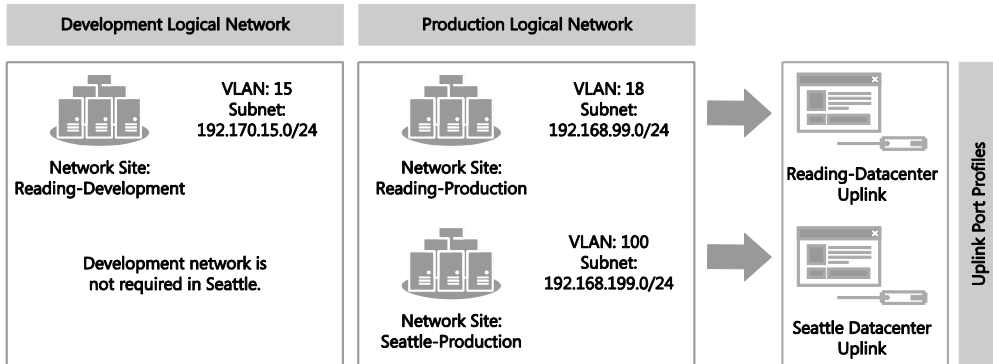 Development Logical Network
Production Logical Network
VLAN: 15
Subnet:
192.170.15.0/24
Network Site:
Reading-Development
VLAN: 18
Subnet:
192.168.99.0/24
Network Site:
Reading-Production
Reading-Datacenter
Uplink
Development network is
not required in Seattle.
VLAN: 100
Subnet:
192.168.199.0/24
Network Site:
Seattle-Production
Seattle Datacenter
Uplink
Uplink Port Profiles